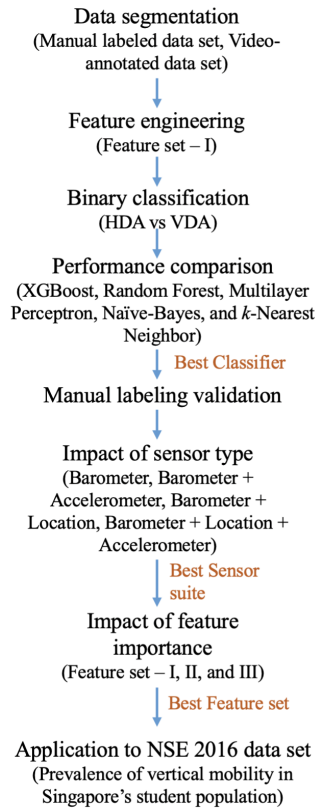 Data segmentation
(Manual labeled data set, Video-
annotated data set)
Feature engineering
(Feature set – I)
Binary classification
(HDA vs VDA)
Performance comparison
(XGBoost, Random Forest, Multilayer
Perceptron, Naïve-Bayes, and k-Nearest
Neighbor)
Best Classifier
Manual labeling validation
Impact of sensor type
(Barometer, Barometer +
Accelerometer, Barometer +
Location, Barometer + Location +
Accelerometer)
Best Sensor
suite
Impact of feature
importance
(Feature set – I, II, and III)
Best Feature set
Application to NSE 2016 data set
(Prevalence of vertical mobility in
Singapore’s student population)